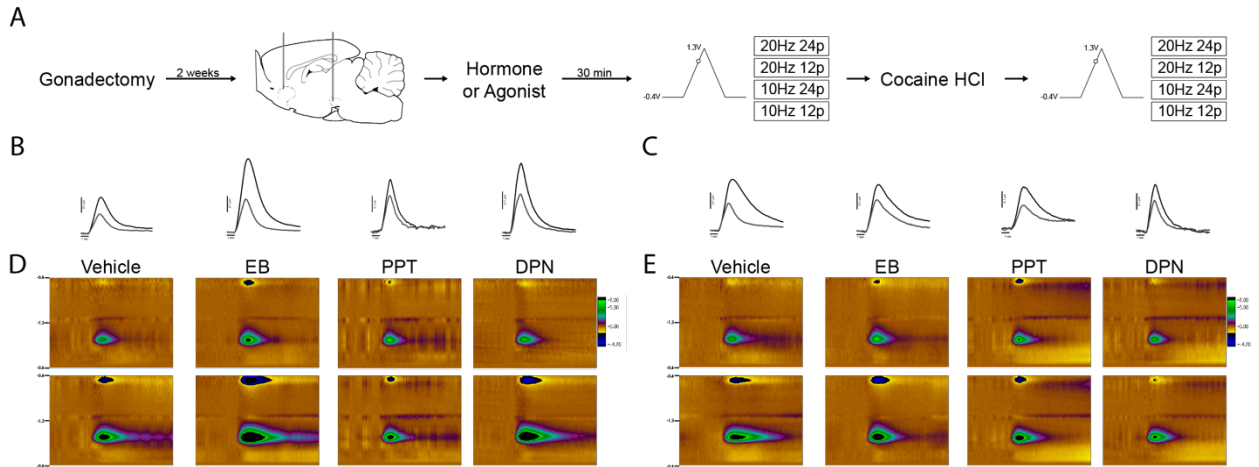 A
Gonadectomy
2 weeks
Hormone
or Agonist
30 min
1.3V
-0.4V
20Hz 24p
20Hz 12p
10Hz 24p
10Hz 12p
Cocaine HCl
1.3V
-0.4V
20Hz 24p
20Hz 12p
10Hz 24p
10Hz 12p
B
C
D
Vehicle
EB
PPT
DPN
E
Vehicle
EB
PPT
DPN